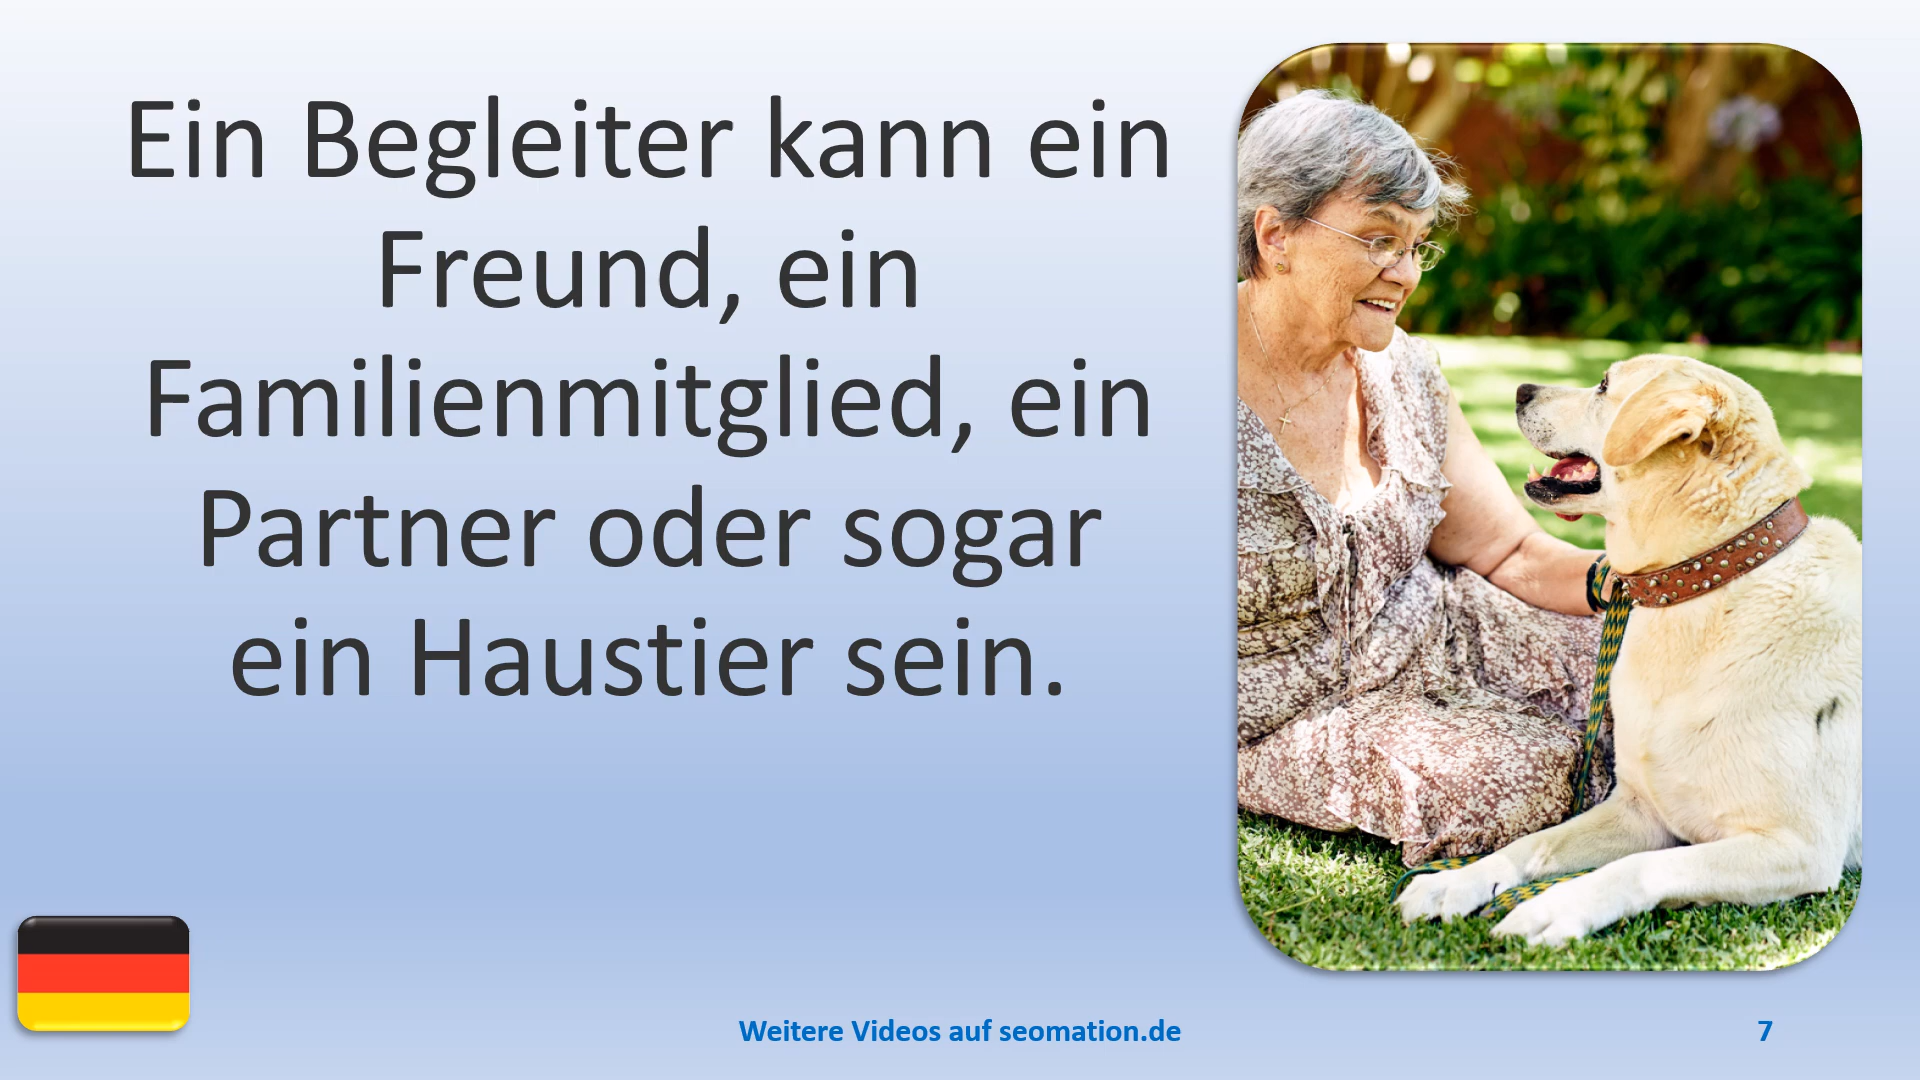 Ein Begleiter kann ein
Freund, ein
Familienmitglied, ein
Partner oder sogar
ein Haustier sein.
Weitere Videos auf seomation.de
7